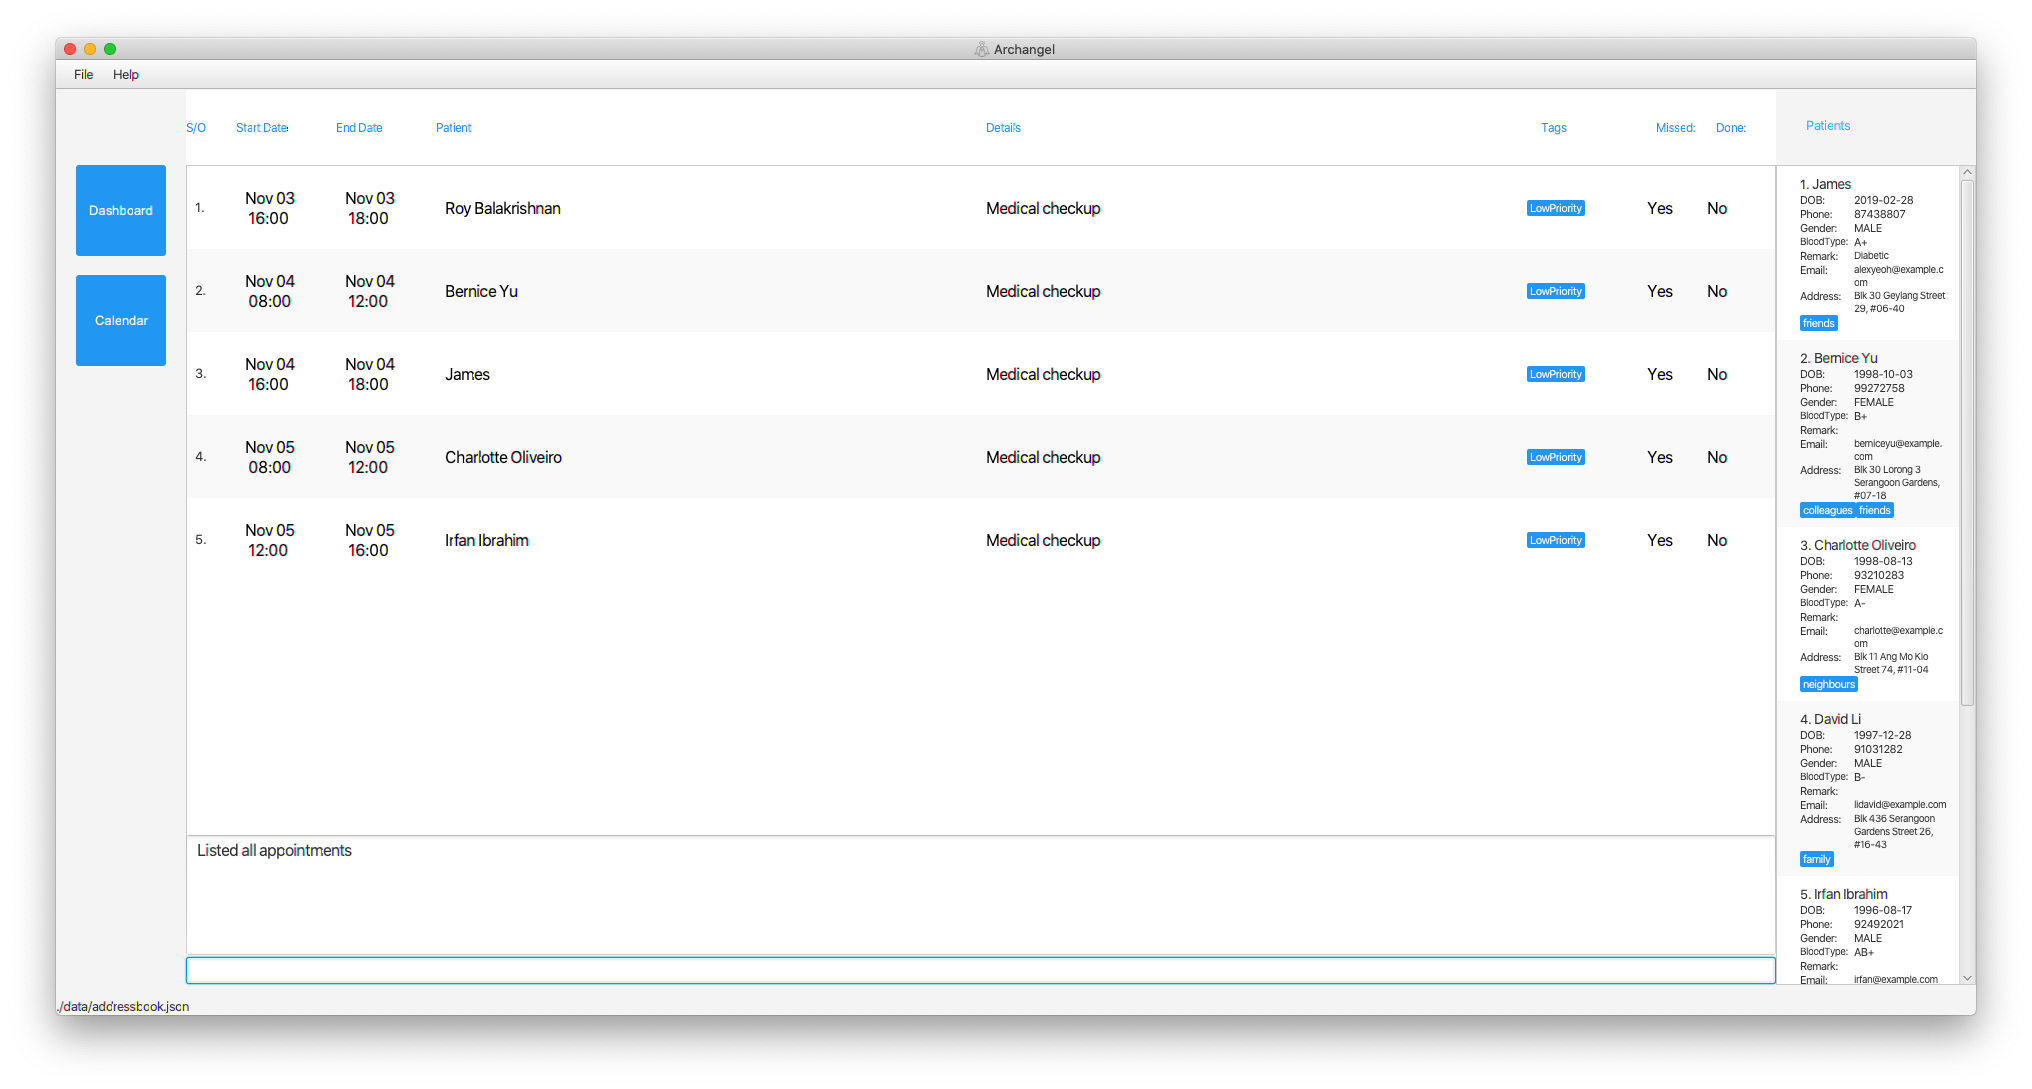 Archangel
File Help
S/O Start Date: End Date Patient Details Tags Missed: Done:
Dashboard
Calendar
1. Nov 03 16:00 Nov 03 18:00 Roy Balakrishnan Medical checkup LowPriority Yes No
2. Nov 04 08:00 Nov 04 12:00 Bernice Yu Medical checkup LowPriority Yes No
3. Nov 04 16:00 Nov 04 18:00 James Medical checkup LowPriority Yes No
4. Nov 05 08:00 Nov 05 12:00 Charlotte Oliveiro Medical checkup LowPriority Yes No
5. Nov 05 12:00 Nov 05 16:00 Irfan Ibrahim Medical checkup LowPriority Yes No
Listed all appointments
Patients
1. James
DOB: 2019-02-28
Phone: 87438807
Gender: MALE
BloodType: A+
Remark: Diabetic
Email: alexyeoh@example.c
om
Address: Blk 30 Geylang Street
29, #06-40
friends
2. Bernice Yu
DOB: 1998-10-03
Phone: 99272758
Gender: FEMALE
BloodType: B+
Remark:
Email: berniceyu@example.
com
Address: Blk 30 Lorong 3
Serangoon Gardens,
#07-18
colleagues friends
3. Charlotte Oliveiro
DOB: 1998-08-13
Phone: 93210283
Gender: FEMALE
BloodType: A-
Remark:
Email: charlotte@example.c
om
Address: Blk 11 Ang Mo Kio
Street 74, #11-04
neighbours
4. David Li
DOB: 1997-12-28
Phone: 91031282
Gender: MALE
BloodType: B-
Remark:
Email: lidavid@example.com
Address: Blk 436 Serangoon
Gardens Street 26,
#16-43
family
5. Irfan Ibrahim
DOB: 1996-08-17
Phone: 92492021
Gender: MALE
BloodType: AB+
Remark:
Email: irfan@example.com
./data/addressbook.json